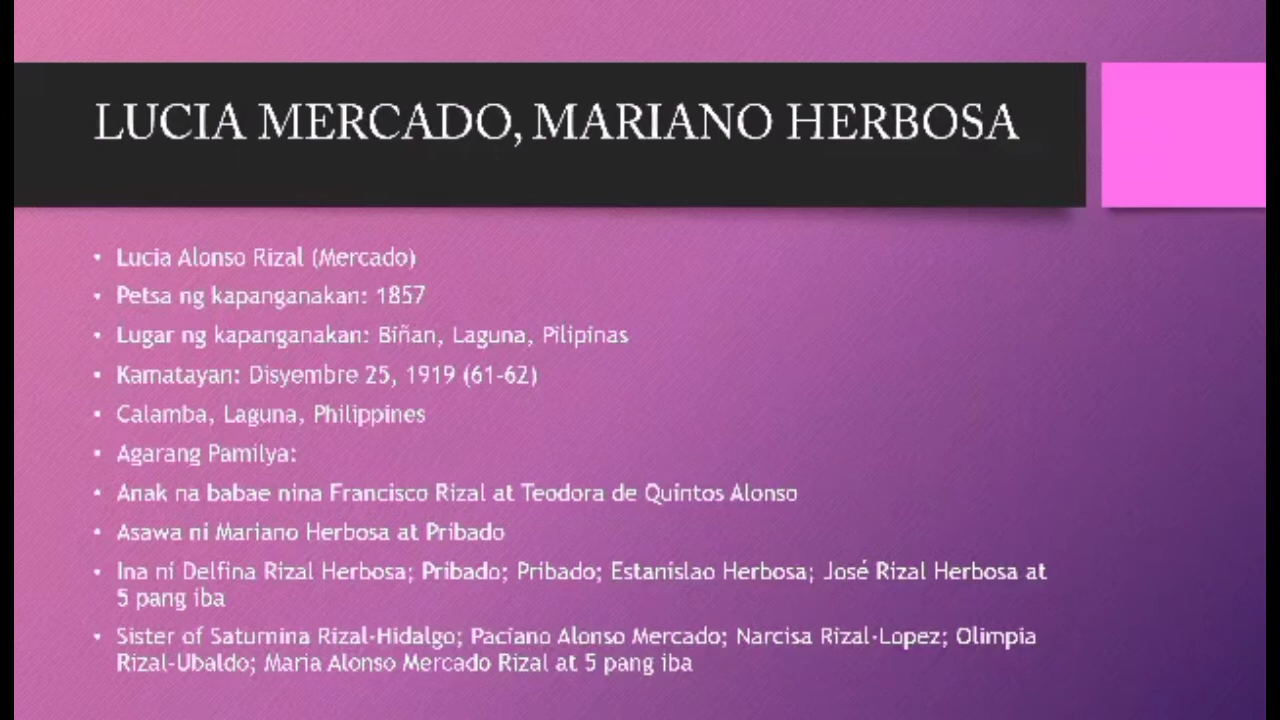 LUCIA MERCADO, MARIANO HERBOSA
• Lucia Alonso Rizal (Mercado)
• Petsa ng kapanganakan: 1857
• Lugar ng kapanganakan: Biñan, Laguna, Pilipinas
• Kamatayan: Disyembre 25, 1919 (61-62)
• Calamba, Laguna, Philippines
• Agarang Pamilya:
• Anak na babae nina Francisco Rizal at Teodora de Quintos Alonso
• Asawa ni Mariano Herbosa at Pribado
• Ina ni Delfina Rizal Herbosa; Pribado; Pribado; Estanislao Herbosa; José Rizal Herbosa at
5 pang iba
• Sister of Saturnina Rizal-Hidalgo; Paciano Alonso Mercado; Narcisa Rizal-Lopez; Olimpia
Rizal-Ubaldo; Maria Alonso Mercado Rizal at 5 pang iba